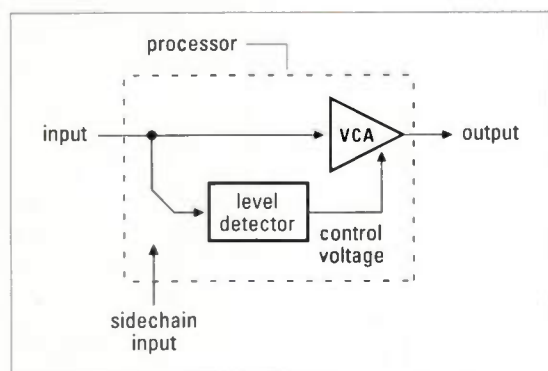 processor
input
VCA
output
level
detector
control
voltage
sidechain
input